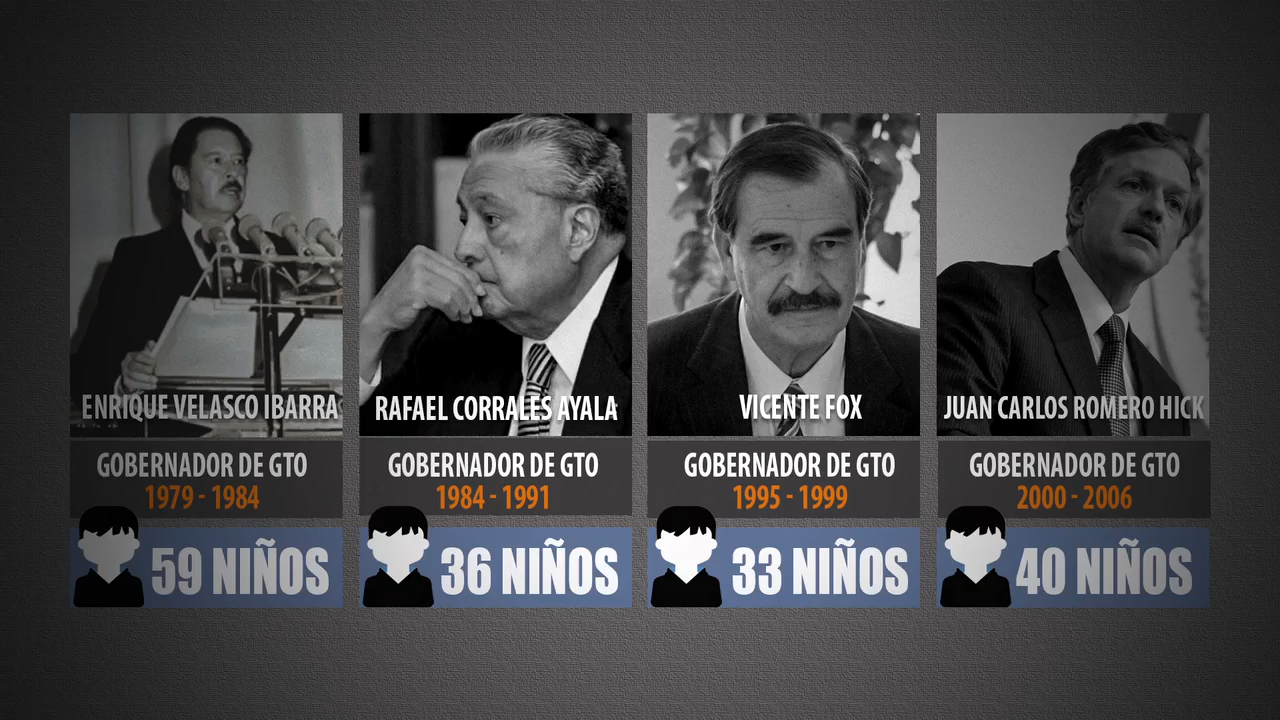 ENRIQUE VELASCO IBARRA
GOBERNADOR DE GTO
1979 - 1984
59 NIÑOS
RAFAEL CORRALES AYALA
GOBERNADOR DE GTO
1984 - 1991
36 NIÑOS
VICENTE FOX
GOBERNADOR DE GTO
1995 - 1999
33 NIÑOS
JUAN CARLOS ROMERO HICK
GOBERNADOR DE GTO
2000 - 2006
40 NIÑOS